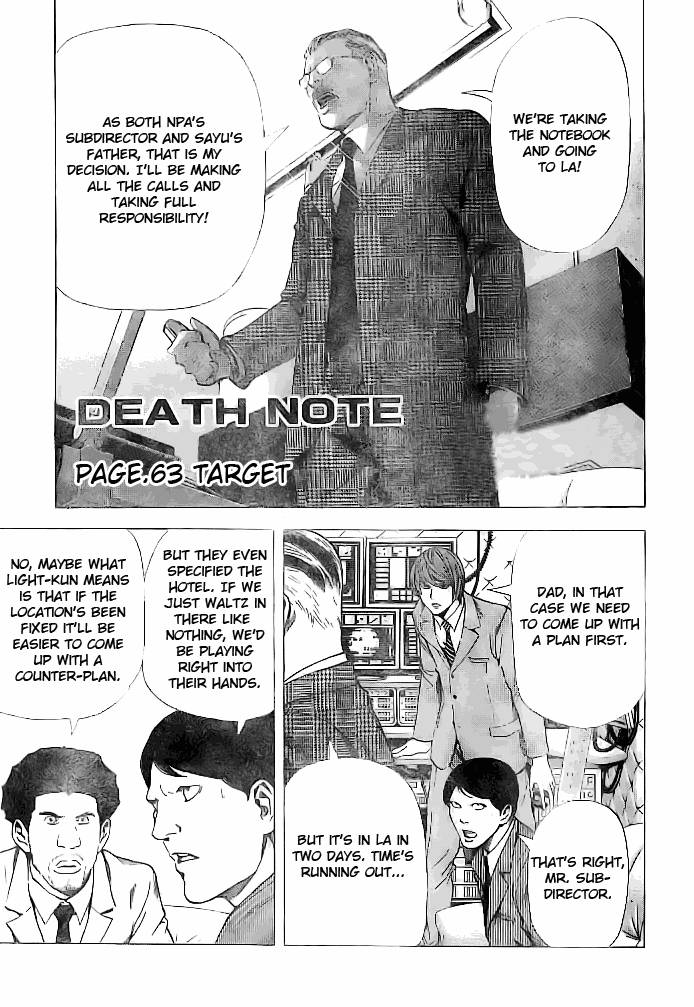 WE'RE TAKING
THE NOTEBOOK
AND GOING
TO LA!
AS BOTH NPA'S
SUBDIRECTOR AND SAYU'S
FATHER, THAT IS MY
DECISION. I'LL BE MAKING
ALL THE CALLS AND
TAKING FULL
RESPONSIBILITY!
DEATH NOTE
PAGE.63 TARGET
DAD, IN THAT
CASE WE NEED
TO COME UP WITH
A PLAN FIRST.
BUT IT'S IN LA IN
TWO DAYS. TIME'S
RUNNING OUT...
THAT'S RIGHT,
MR. SUB-
DIRECTOR.
BUT THEY EVEN
SPECIFIED THE
HOTEL. IF WE
JUST WALTZ IN
THERE LIKE
NOTHING, WE'D
BE PLAYING
RIGHT INTO
THEIR HANDS.
NO, MAYBE WHAT
LIGHT-KUN MEANS
IS THAT IF THE
LOCATION'S BEEN
FIXED IT'LL BE
EASIER TO COME
UP WITH A
COUNTER-PLAN.